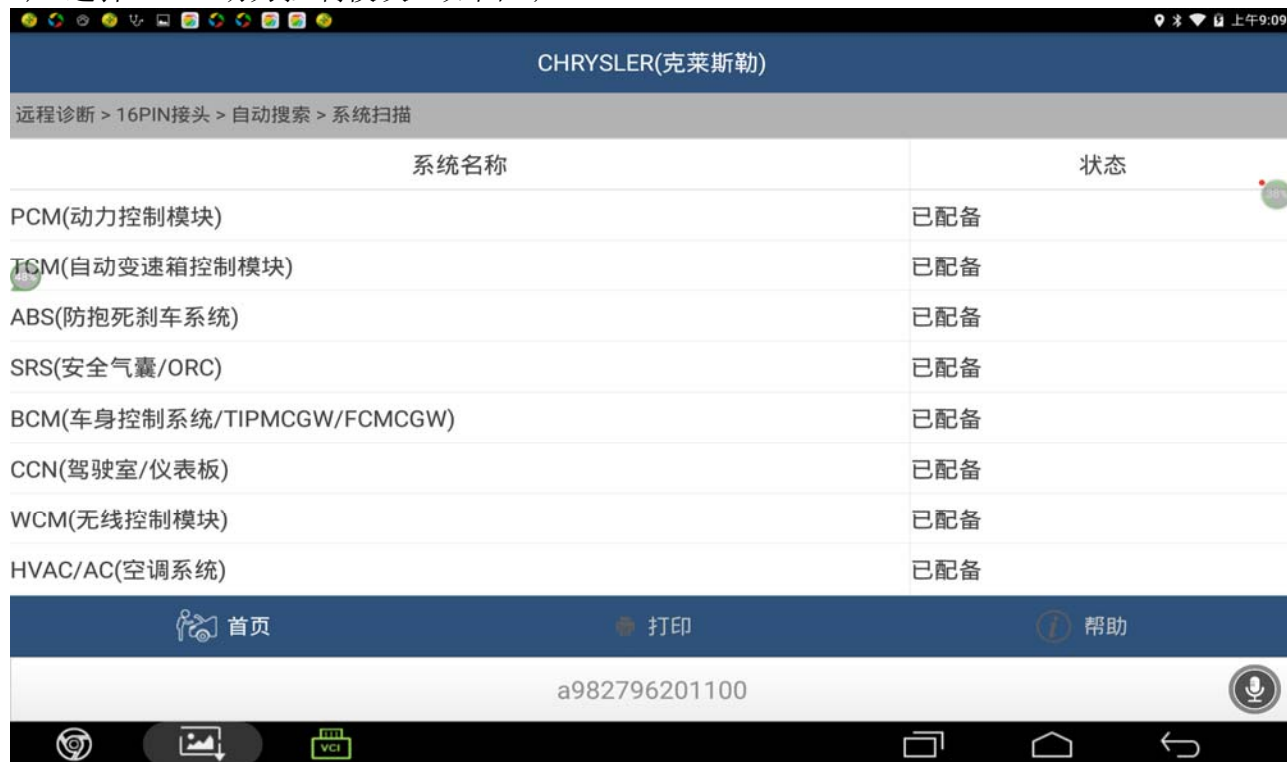 上午9:09
CHRYSLER(克莱斯勒)
远程诊断 > 16PIN接头 > 自动搜索 > 系统扫描
系统名称 状态
PCM(动力控制模块) 已配备
TCM(自动变速箱控制模块) 已配备
ABS(防抱死刹车系统) 已配备
SRS(安全气囊/ORC) 已配备
BCM(车身控制系统/TIPMCGW/FCMCGW) 已配备
CCN(驾驶室/仪表板) 已配备
WCM(无线控制模块) 已配备
HVAC/AC(空调系统) 已配备
首页 打印 帮助
a982796201100
VCI